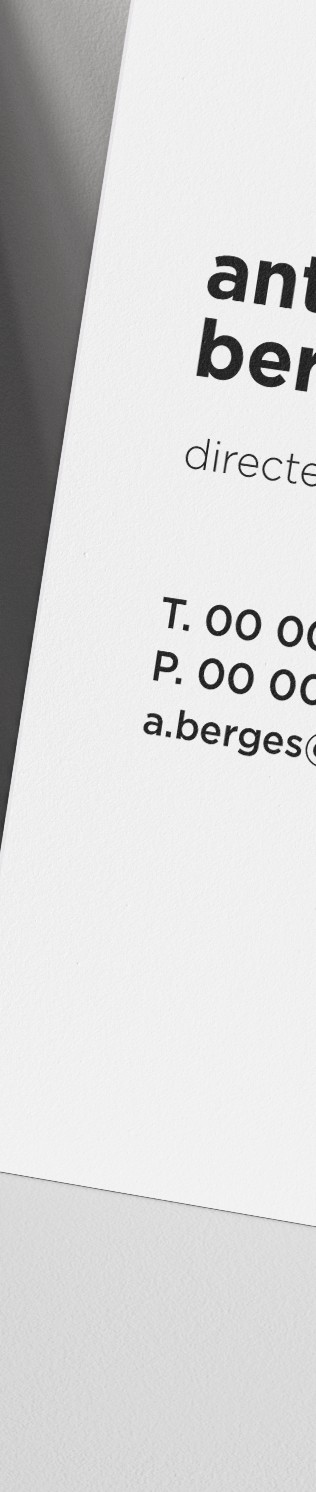 ant
ber
directe
T. 00 00
P. 00 00
a.berges@